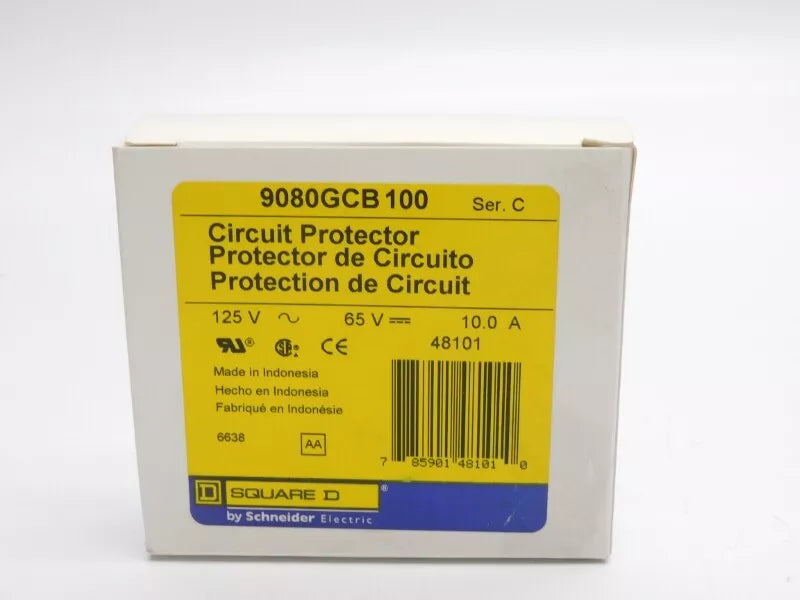 9080GCB100 Ser. C
Circuit Protector
Protector de Circuito
Protection de Circuit
125 V ~ 65 V ⎓ 10.0 A
48101
Made in Indonesia
Hecho en Indonesia
Fabriqué en Indonésie
6638 AA
7 85901 48101 0
D SQUARE D ®
by Schneider Electric